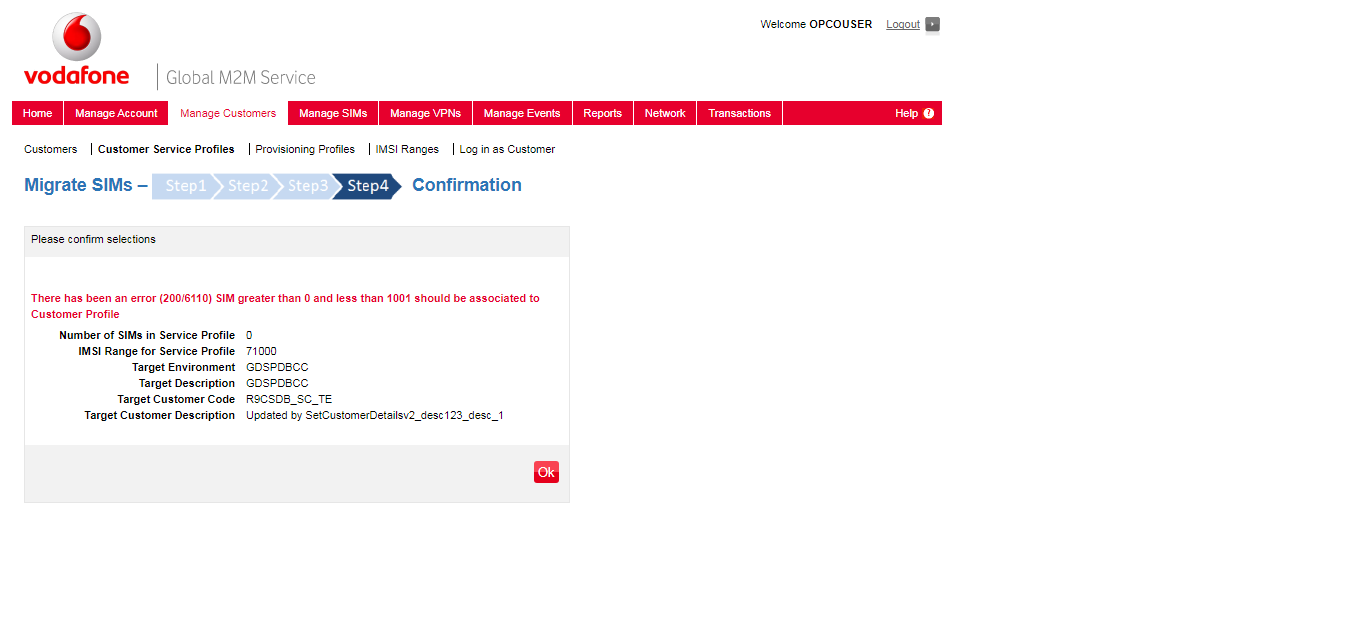 Welcome OPCOUSER Logout
vodafone Global M2M Service
Home Manage Account Manage Customers Manage SIMs Manage VPNs Manage Events Reports Network Transactions Help ?
Customers Customer Service Profiles Provisioning Profiles IMSI Ranges Log in as Customer
Migrate SIMs – Step1 Step2 Step3 Step4 Confirmation
Please confirm selections
There has been an error (200/6110) SIM greater than 0 and less than 1001 should be associated to
Customer Profile
Number of SIMs in Service Profile 0
IMSI Range for Service Profile 71000
Target Environment GDSPDBCC
Target Description GDSPDBCC
Target Customer Code R9CSDB_SC_TE
Target Customer Description Updated by SetCustomerDetailsv2_desc123_desc_1
Ok